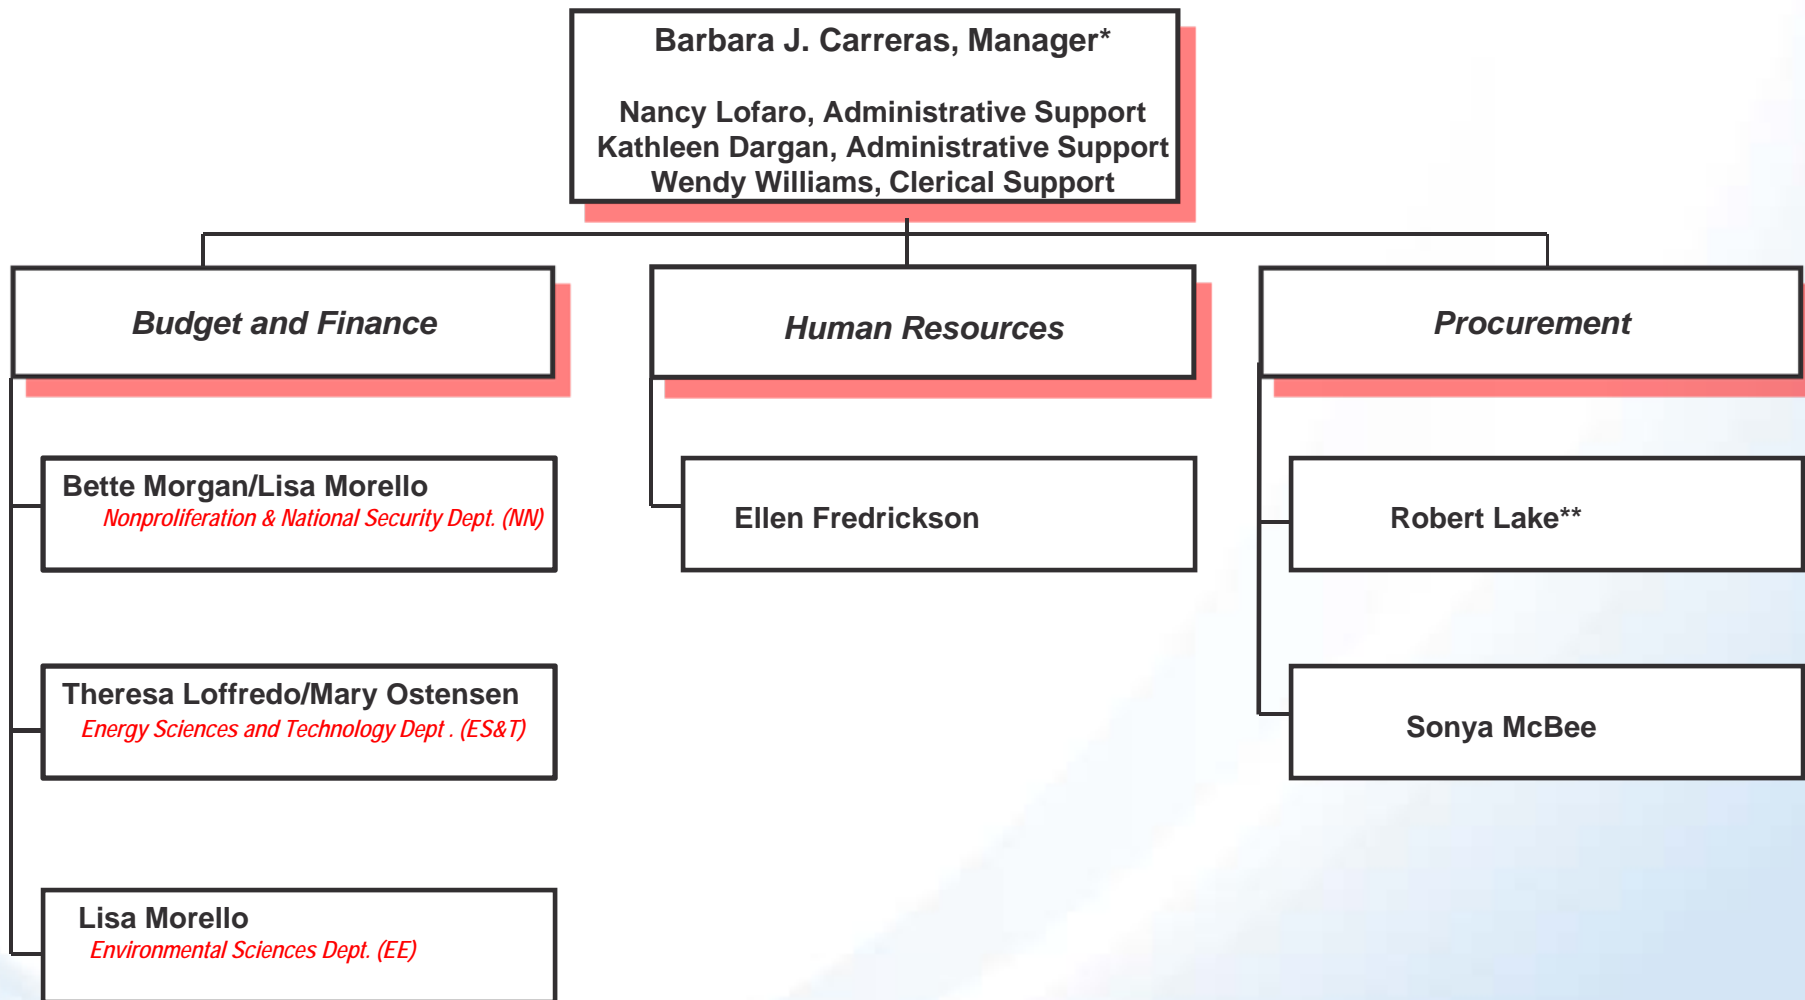 Barbara J. Carreras, Manager*
Nancy Lofaro, Administrative Support
Kathleen Dargan, Administrative Support
Wendy Williams, Clerical Support
Budget and Finance
Human Resources
Procurement
Bette Morgan/Lisa Morello
Nonproliferation & National Security Dept. (NN)
Ellen Fredrickson
Robert Lake**
Theresa Loffredo/Mary Ostensen
Energy Sciences and Technology Dept . (ES&T)
Sonya McBee
Lisa Morello
Environmental Sciences Dept. (EE)